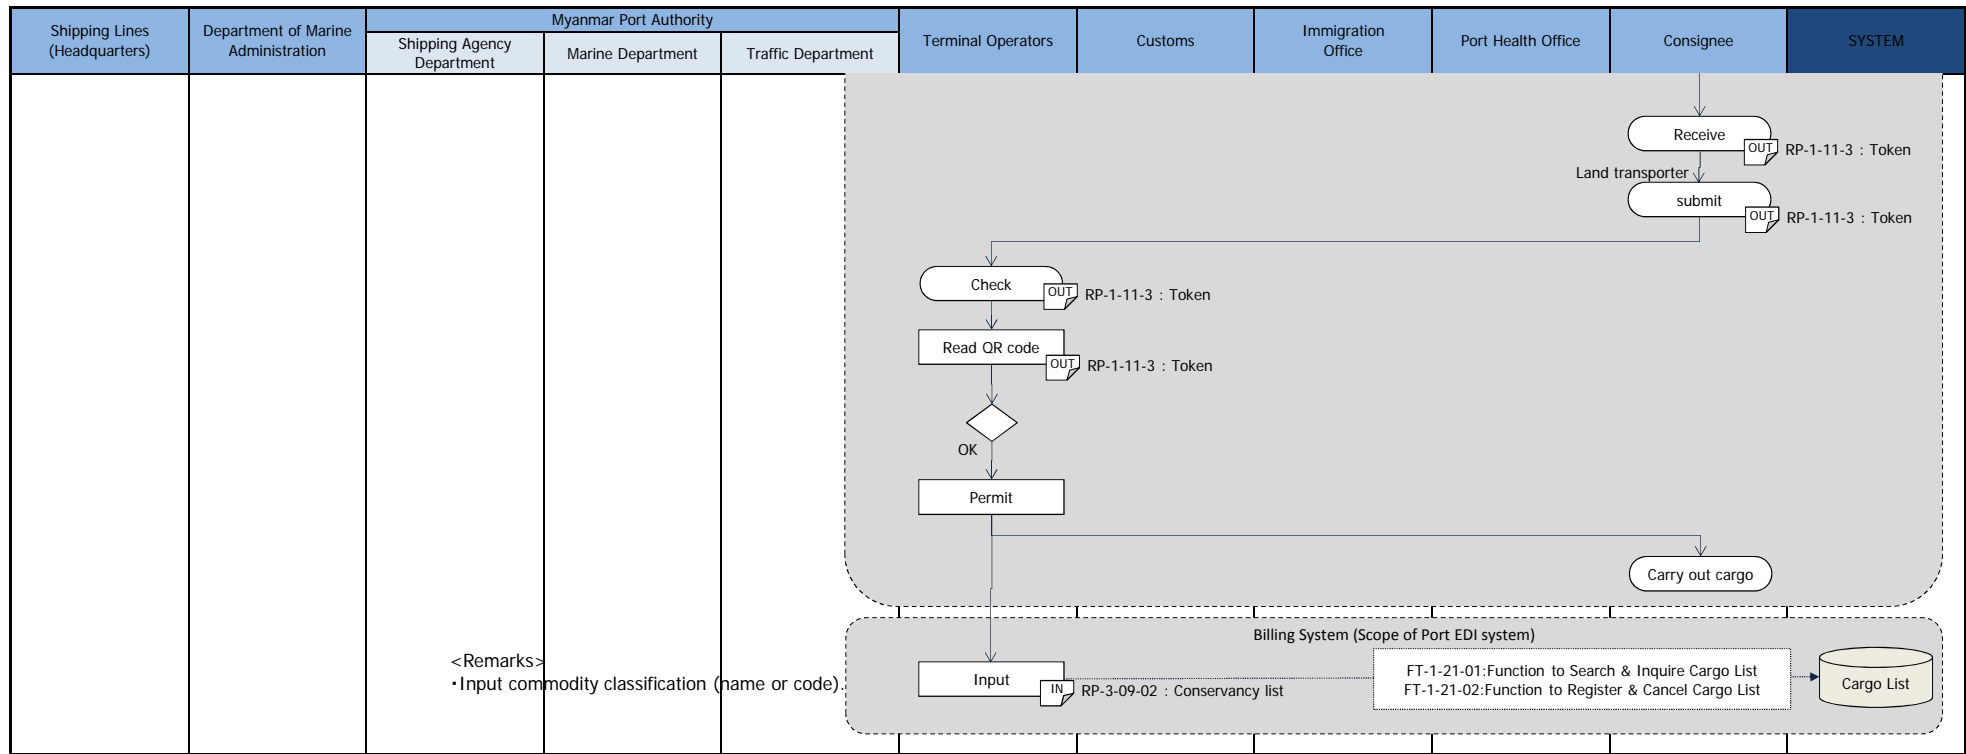 Shipping Lines
(Headquarters)
Department of Marine
Administration
Myanmar Port Authority
Shipping Agency
Department
Marine Department
Traffic Department
Terminal Operators
Customs
Immigration
Office
Port Health Office
Consignee
SYSTEM
Receive
OUT
RP-1-11-3 : Token
Land transporter
submit
OUT
RP-1-11-3 : Token
Check
OUT
RP-1-11-3 : Token
Read QR code
OUT
RP-1-11-3 : Token
OK
Permit
Carry out cargo
Billing System (Scope of Port EDI system)
<Remarks>
・Input commodity classification (name or code).
Input
IN
RP-3-09-02 : Conservancy list
FT-1-21-01:Function to Search & Inquire Cargo List
FT-1-21-02:Function to Register & Cancel Cargo List
Cargo List